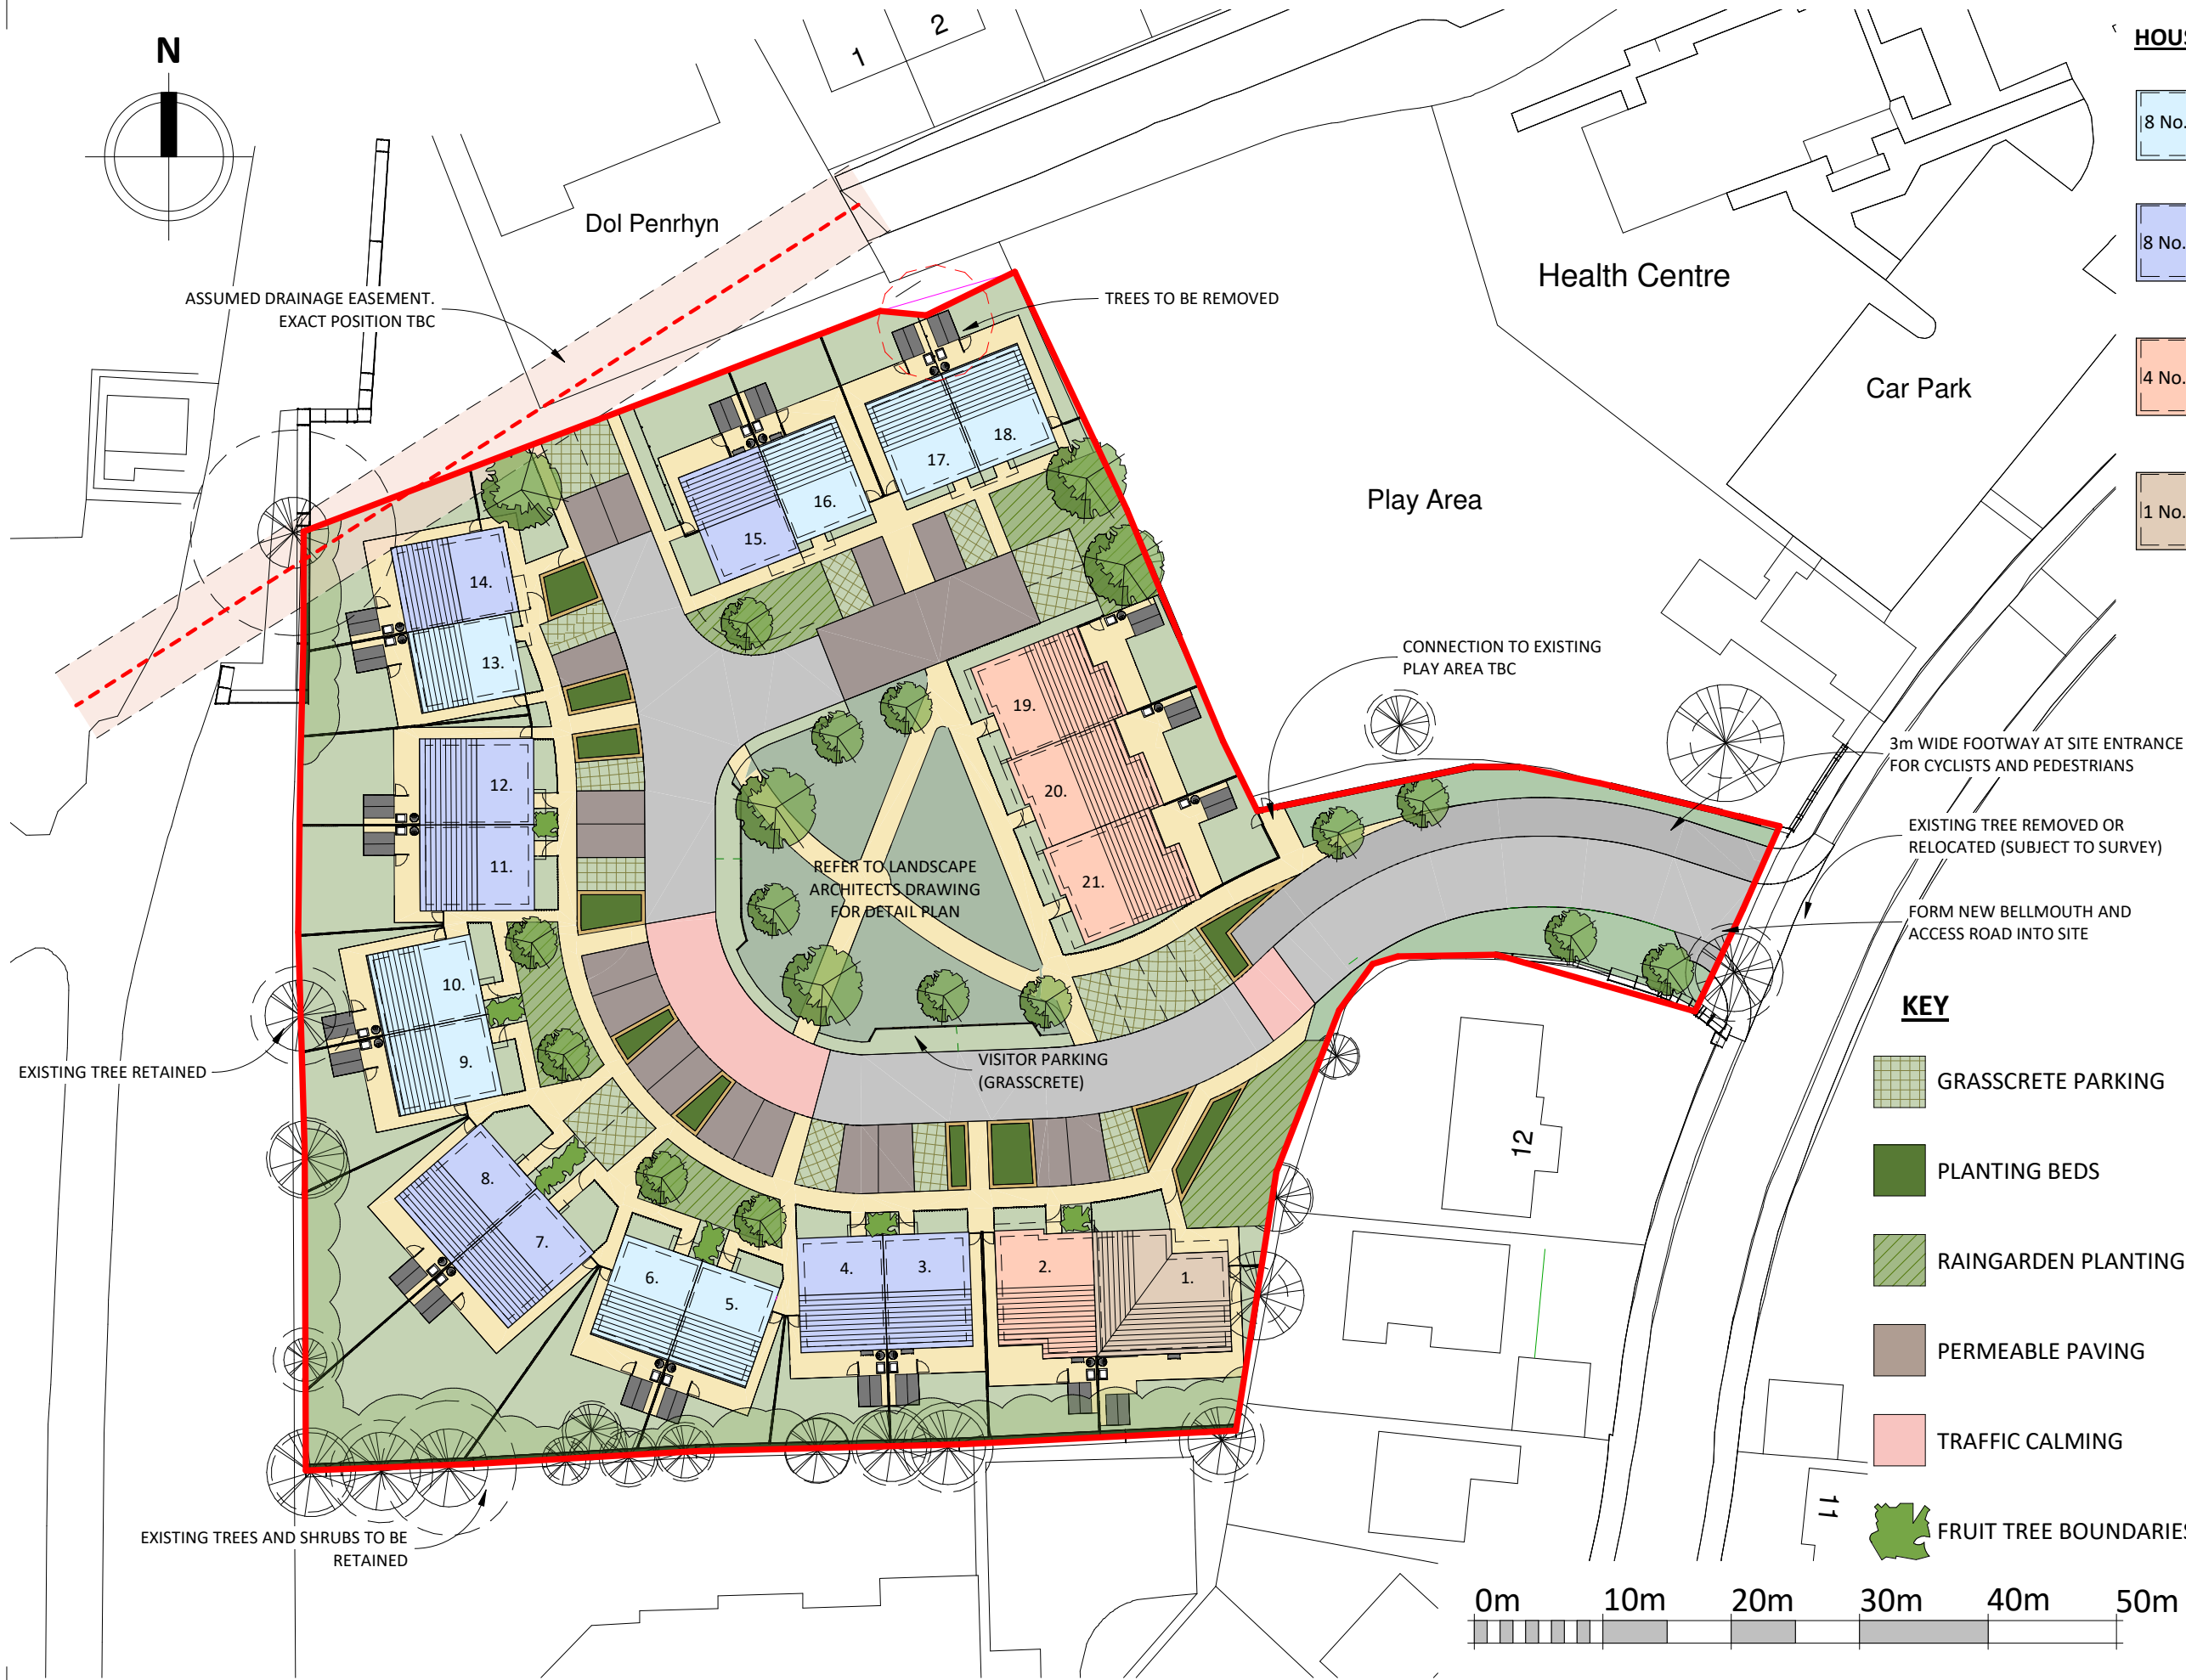 N
1
2
HOUS
8 No.
8 No.
4 No.
1 No.
Dol Penrhyn
ASSUMED DRAINAGE EASEMENT.
EXACT POSITION TBC
TREES TO BE REMOVED
Health Centre
Car Park
Play Area
18.
17.
16.
15.
14.
13.
12.
11.
10.
9.
8.
7.
6.
5.
4.
3.
2.
1.
19.
20.
21.
CONNECTION TO EXISTING
PLAY AREA TBC
3m WIDE FOOTWAY AT SITE ENTRANCE
FOR CYCLISTS AND PEDESTRIANS
EXISTING TREE REMOVED OR
RELOCATED (SUBJECT TO SURVEY)
FORM NEW BELLMOUTH AND
ACCESS ROAD INTO SITE
REFER TO LANDSCAPE
ARCHITECTS DRAWING
FOR DETAIL PLAN
VISITOR PARKING
(GRASSCRETE)
EXISTING TREE RETAINED
EXISTING TREES AND SHRUBS TO BE
RETAINED
12
11
KEY
GRASSCRETE PARKING
PLANTING BEDS
RAINGARDEN PLANTING
PERMEABLE PAVING
TRAFFIC CALMING
FRUIT TREE BOUNDARIES
0m 10m 20m 30m 40m 50m